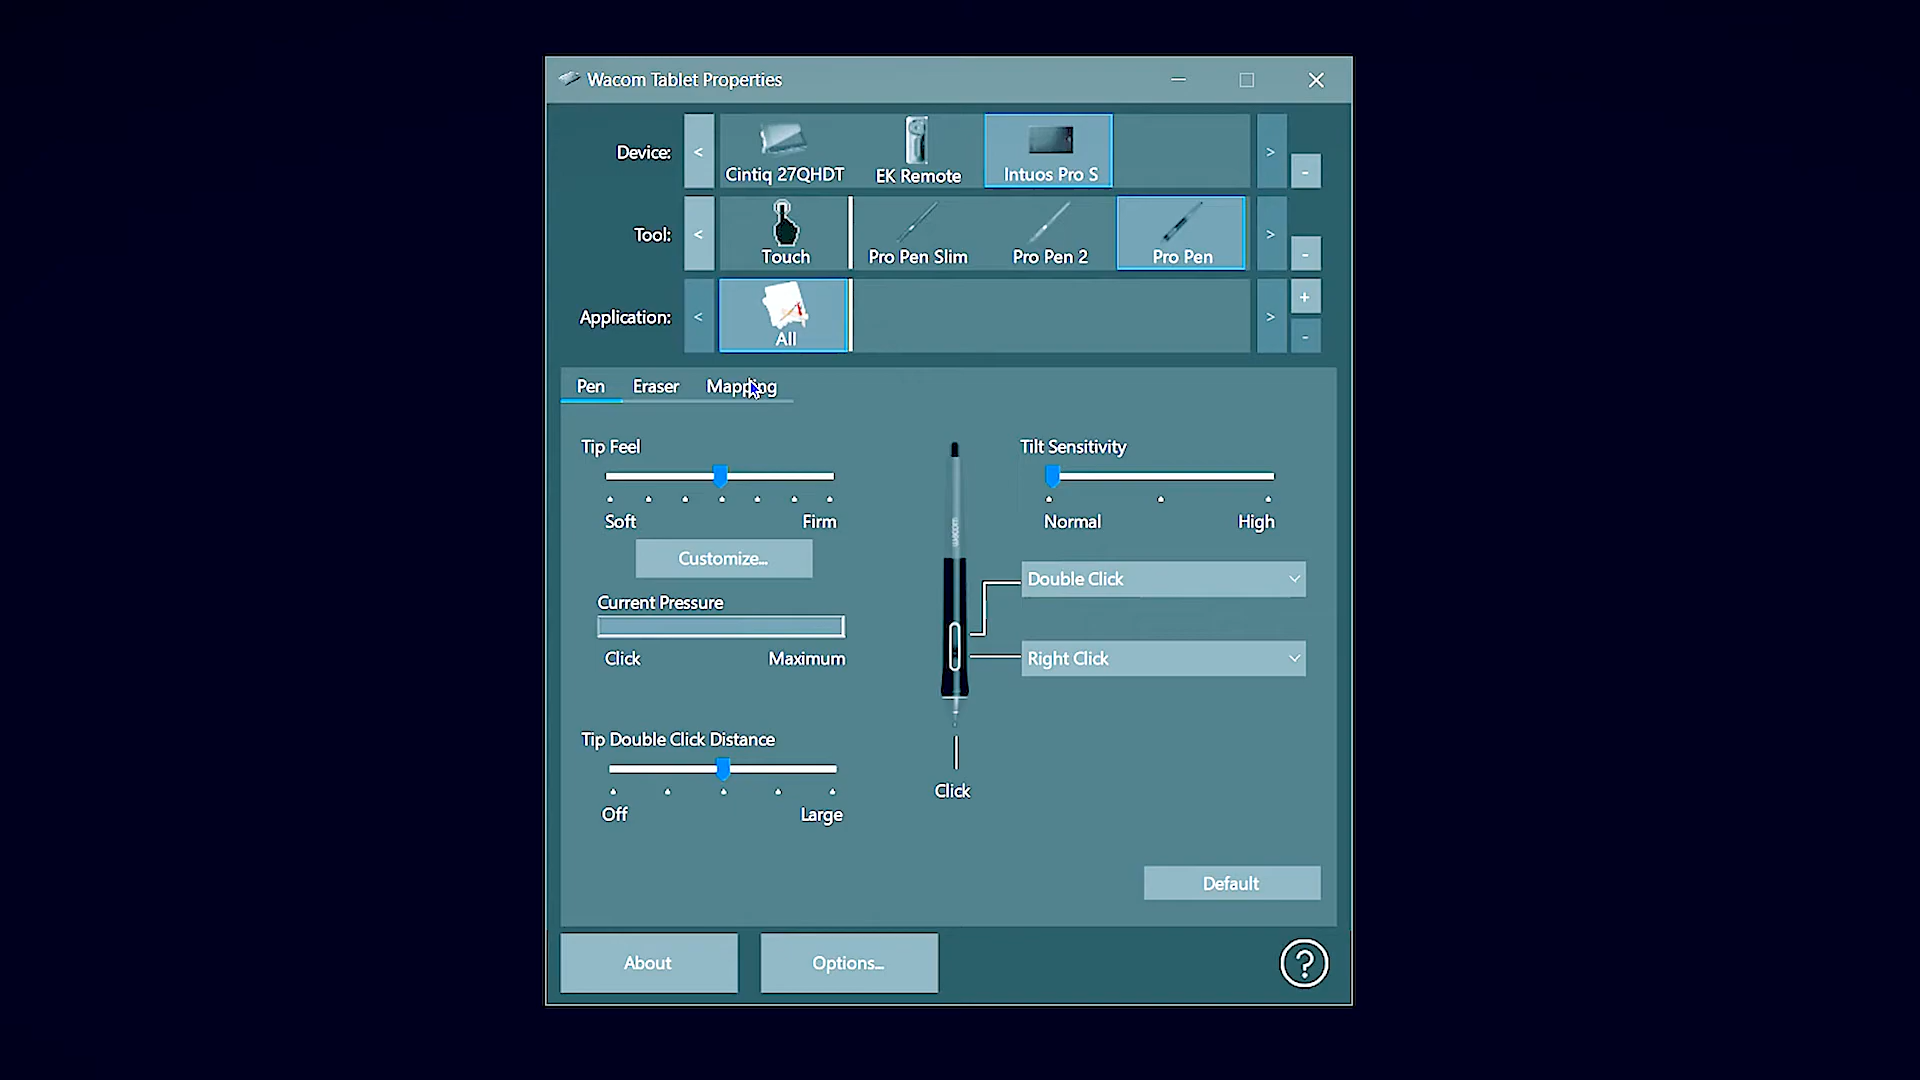 Wacom Tablet Properties
Device:
<
Cintiq 27QHDT
EK Remote
Intuos Pro S
>
-
Tool:
<
Touch
Pro Pen Slim
Pro Pen 2
Pro Pen
>
-
Application:
<
All
>
+
-
Pen
Eraser
Mapping
Tip Feel
Soft
Firm
Customize...
Current Pressure
Click
Maximum
Tip Double Click Distance
Off
Large
wacom
Click
Tilt Sensitivity
Normal
High
Double Click
Right Click
Default
About
Options...
?